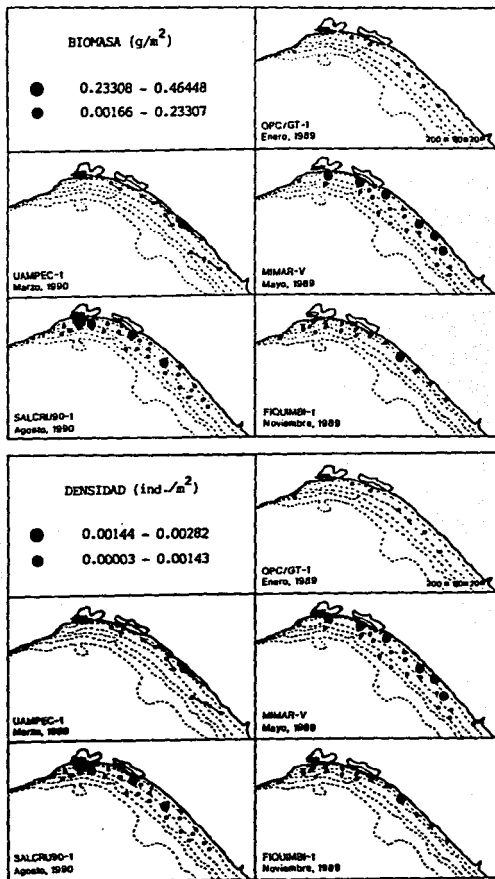 BIOMASA (g/m²)
0.23308 - 0.46448
0.00166 - 0.23307
OPC/GT-1
Enero, 1989
UAMPEC-1
Marzo, 1990
MIMAR-V
Mayo, 1989
SALCRU90-1
Agosto, 1990
FIQUIMBI-1
Noviembre, 1989
DENSIDAD (ind./m²)
0.00144 - 0.00282
0.00003 - 0.00143
OPC/GT-1
Enero, 1989
UAMPEC-1
Marzo, 1989
MIMAR-V
Mayo, 1989
SALCRU90-1
Agosto, 1990
FIQUIMBI-1
Noviembre, 1989